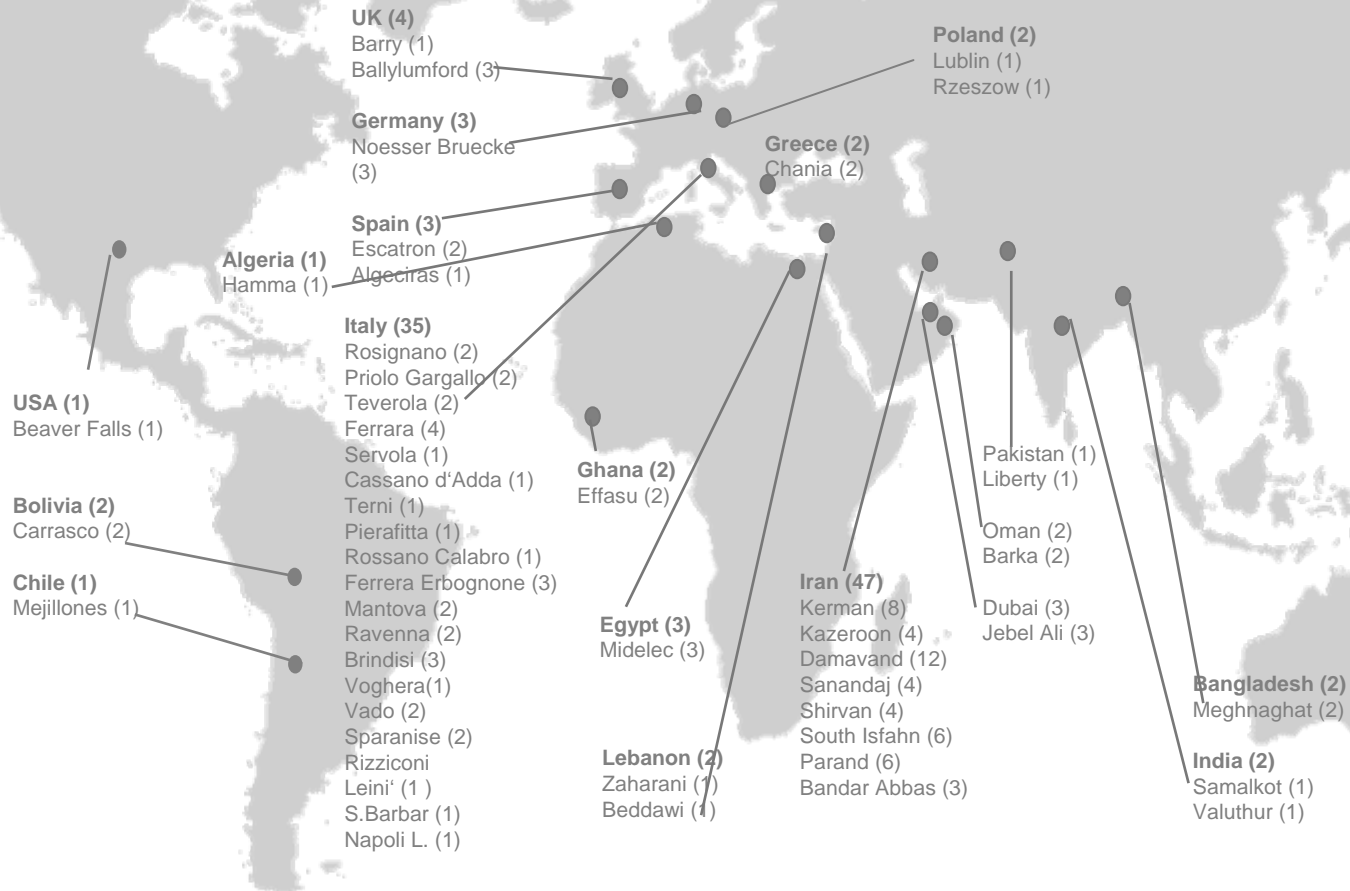 UK (4)
Barry (1)
Ballylumford (3)
Germany (3)
Noesser Bruecke
(3)
Spain (3)
Escatron (2)
Algeciras (1)
Algeria (1)
Hamma (1)
Poland (2)
Lublin (1)
Rzeszow (1)
Greece (2)
Chania (2)
USA (1)
Beaver Falls (1)
Bolivia (2)
Carrasco (2)
Chile (1)
Mejillones (1)
Italy (35)
Rosignano (2)
Priolo Gargallo (2)
Teverola (2)
Ferrara (4)
Servola (1)
Cassano d‘Adda (1)
Terni (1)
Pierafitta (1)
Rossano Calabro (1)
Ferrera Erbognone (3)
Mantova (2)
Ravenna (2)
Brindisi (3)
Voghera(1)
Vado (2)
Sparanise (2)
Rizziconi
Leini‘ (1 )
S.Barbar (1)
Napoli L. (1)
Ghana (2)
Effasu (2)
Egypt (3)
Midelec (3)
Lebanon (2)
Zaharani (1)
Beddawi (1)
Iran (47)
Kerman (8)
Kazeroon (4)
Damavand (12)
Sanandaj (4)
Shirvan (4)
South Isfahn (6)
Parand (6)
Bandar Abbas (3)
Pakistan (1)
Liberty (1)
Oman (2)
Barka (2)
Dubai (3)
Jebel Ali (3)
Bangladesh (2)
Meghnaghat (2)
India (2)
Samalkot (1)
Valuthur (1)